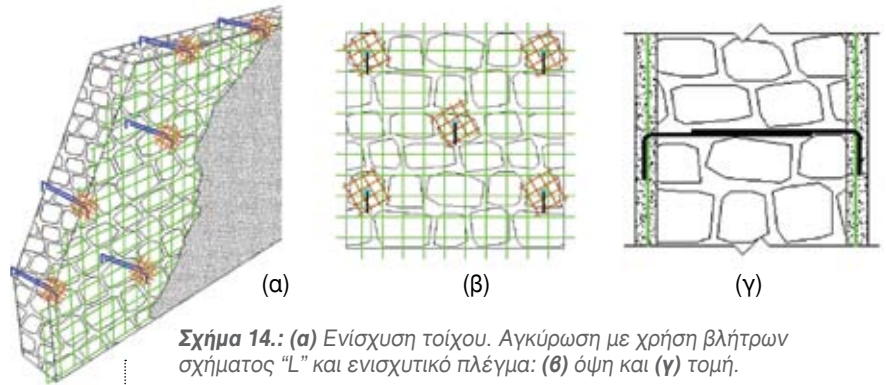 (α) (β) (γ)
Σχήμα 14.: (α) Ενίσχυση τοίχου. Αγκύρωση με χρήση βλήτρων
σχήματος “L” και ενισχυτικό πλέγμα: (β) όψη και (γ) τομή.